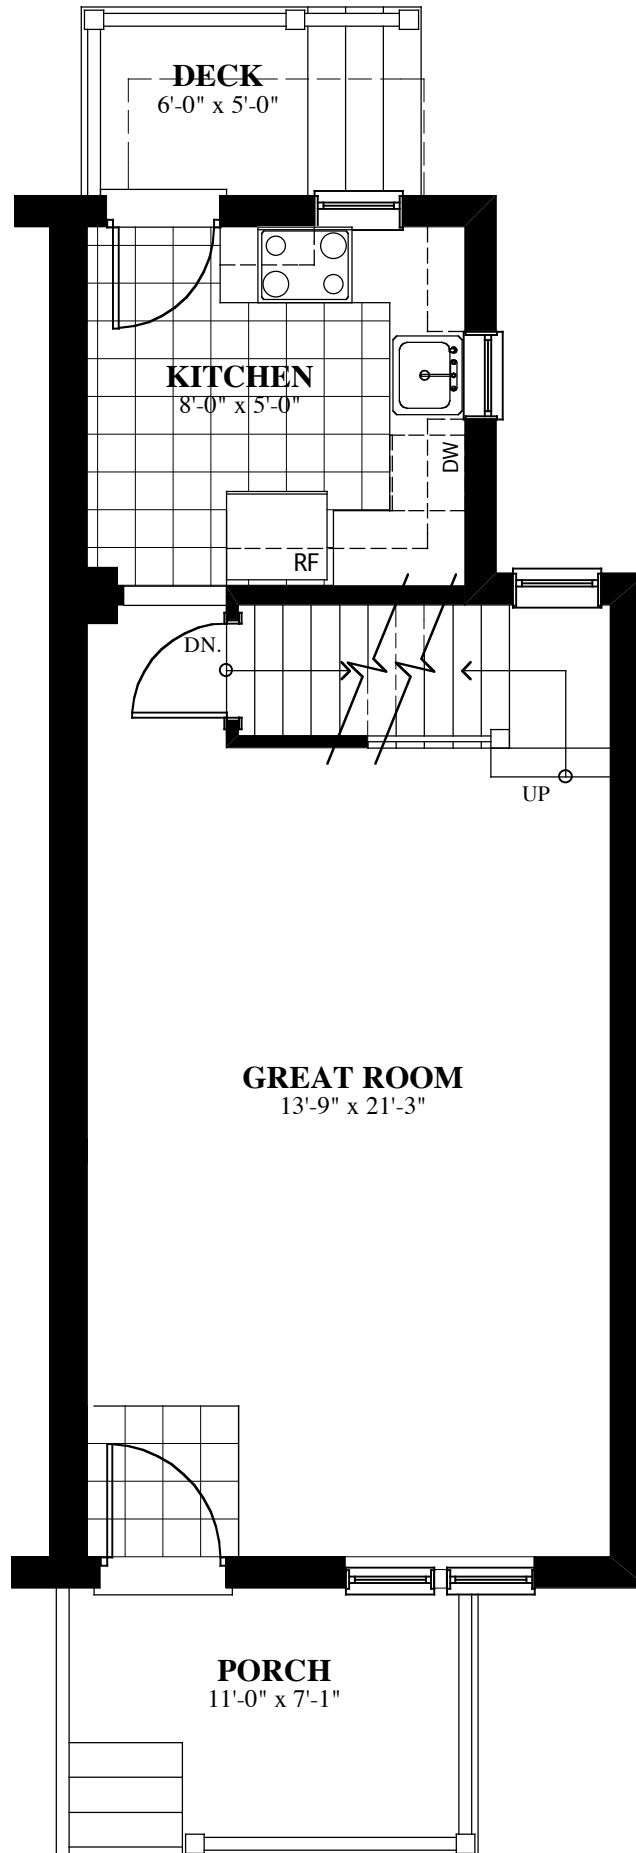 DECK
6'-0" x 5'-0"
KITCHEN
8'-0" x 5'-0"
DW
RF
DN.
UP
GREAT ROOM
13'-9" x 21'-3"
PORCH
11'-0" x 7'-1"